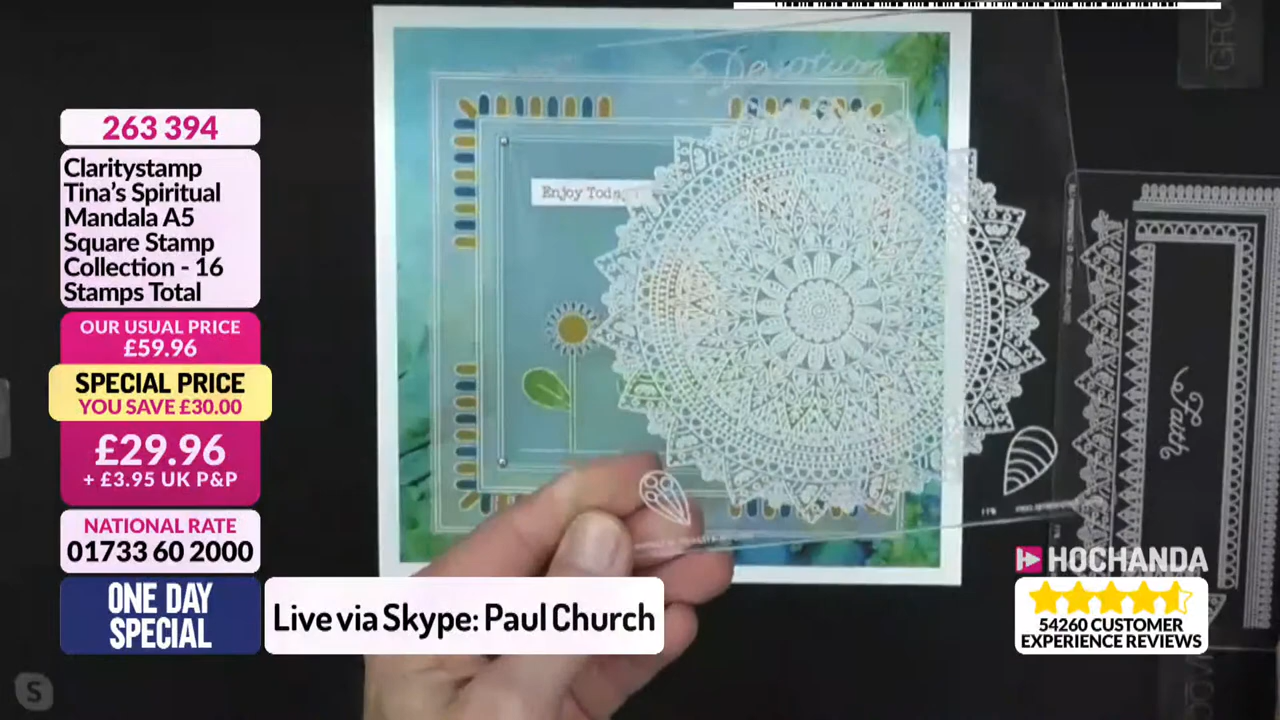 263 394
Claritystamp
Tina's Spiritual
Mandala A5
Square Stamp
Collection - 16
Stamps Total
OUR USUAL PRICE
£59.96
SPECIAL PRICE
YOU SAVE £30.00
£29.96
+ £3.95 UK P&P
NATIONAL RATE
01733 60 2000
ONE DAY
SPECIAL
Live via Skype: Paul Church
Devotion
Enjoy Today
Faith
HOCHANDA
54260 CUSTOMER
EXPERIENCE REVIEWS
S